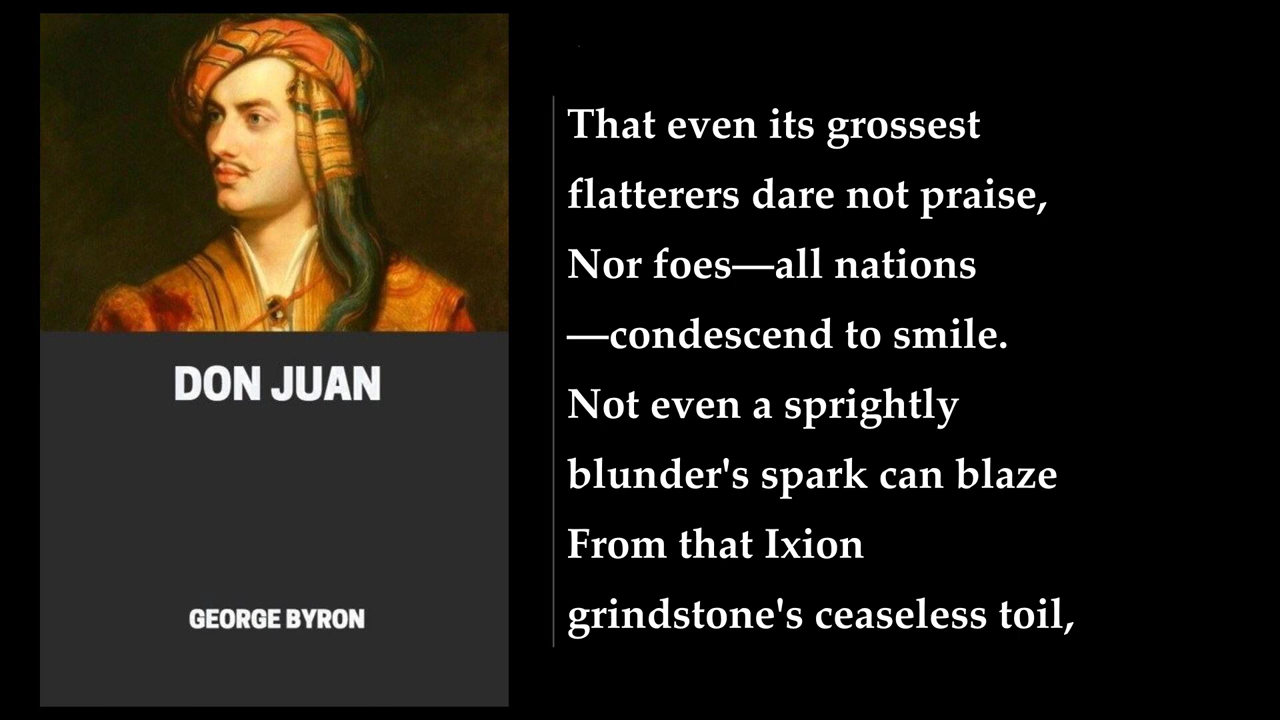 DON JUAN
GEORGE BYRON
That even its grossest
flatterers dare not praise,
Nor foes—all nations
—condescend to smile.
Not even a sprightly
blunder's spark can blaze
From that Ixion
grindstone's ceaseless toil,